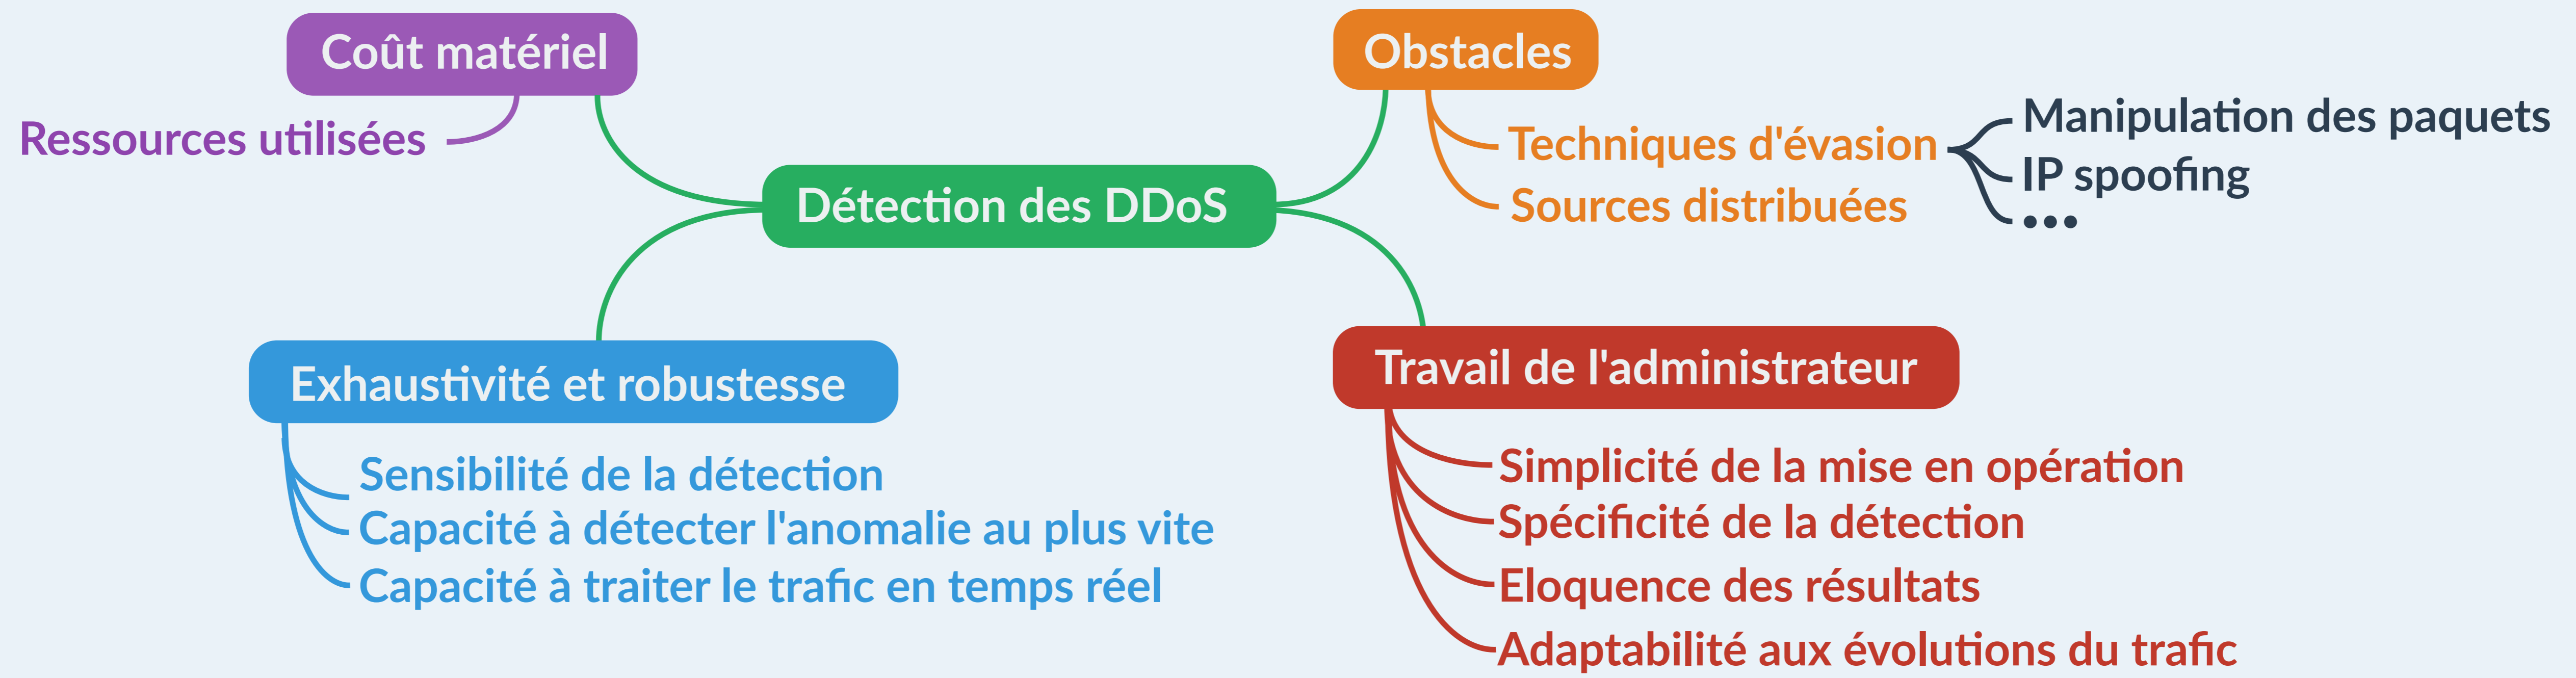 Coût matériel
Ressources utilisées
Obstacles
Techniques d'évasion
Sources distribuées
Manipulation des paquets
IP spoofing
•••
Détection des DDoS
Exhaustivité et robustesse
Sensibilité de la détection
Capacité à détecter l'anomalie au plus vite
Capacité à traiter le trafic en temps réel
Travail de l'administrateur
Simplicité de la mise en opération
Spécificité de la détection
Eloquence des résultats
Adaptabilité aux évolutions du trafic